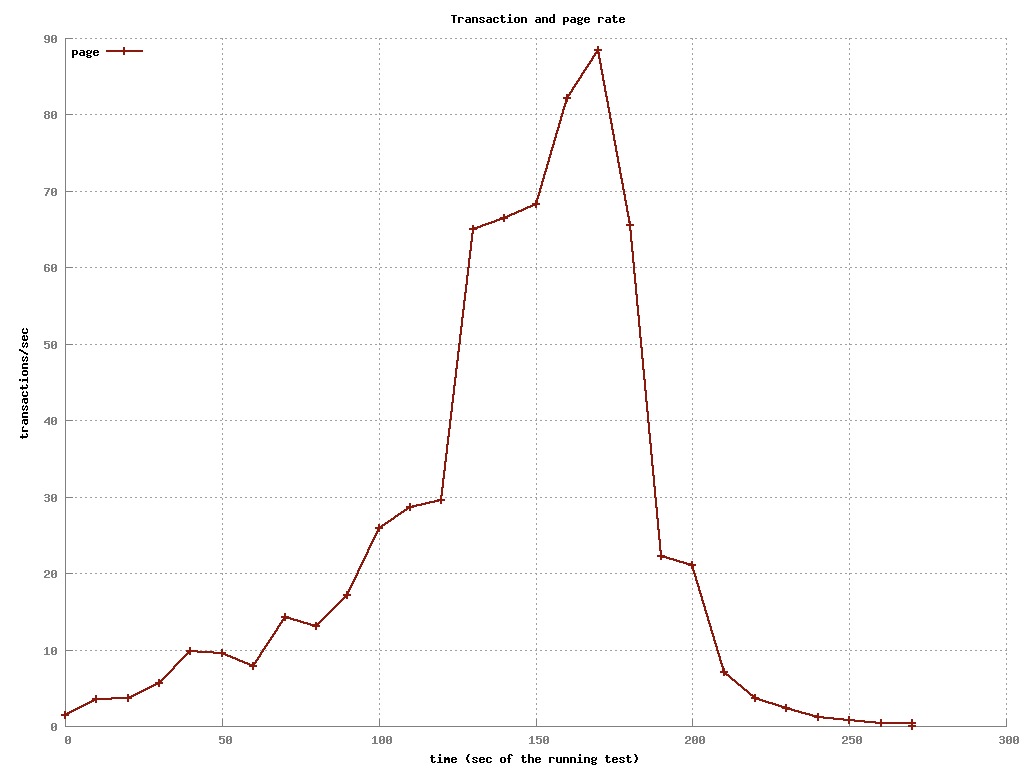 Transaction and page rate
page
90
80
70
60
50
40
30
20
10
0
transactions/sec
0 50 100 150 200 250 300
time (sec of the running test)